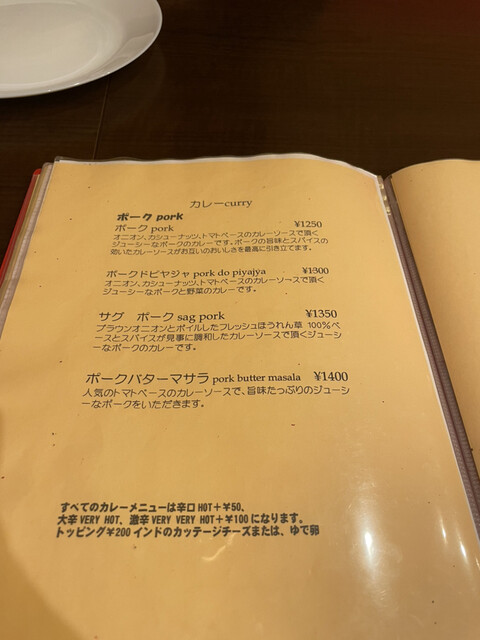 カレーcurry
ポーク pork
ポーク pork ¥1250
オニオン、カシューナッツ、トマトベースのカレーソースで頂く
ジューシーなポークのカレーです。ポークの旨味とスパイスの
効いたカレーソースがお互いのおいしさを最高に引き立てます。
ポークドピヤジャ pork do piyajya ¥1300
オニオン、カシューナッツ、トマトベースのカレーソースで頂く
ジューシーなポークと野菜のカレーです。
サグ ポーク sag pork ¥1350
ブラウンオニオンとボイルしたフレッシュほうれん草 100%ベ
ースとスパイスが見事に調和したカレーソースで頂くジューシ
ーなポークのカレーです。
ポークバターマサラ pork butter masala ¥1400
人気のトマトベースのカレーソースで、旨味たっぷりのジューシ
ーなポークをいただきます。
すべてのカレーメニューは辛口 HOT+¥50、
大辛 VERY HOT、激辛 VERY VERY HOT+¥100 になります。
トッピング¥200 インドのカッテージチーズまたは、ゆで卵